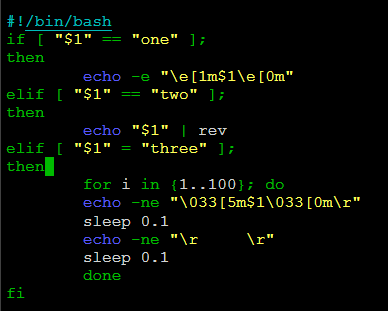 #!/bin/bash
if [ "$1" == "one" ];
then
        echo -e "\e[1m$1\e[0m"
elif [ "$1" == "two" ];
then
        echo "$1" | rev
elif [ "$1" = "three" ];
then
        for i in {1..100}; do
        echo -ne "\033[5m$1\033[0m\r"
        sleep 0.1
        echo -ne "\r     \r"
        sleep 0.1
        done
fi